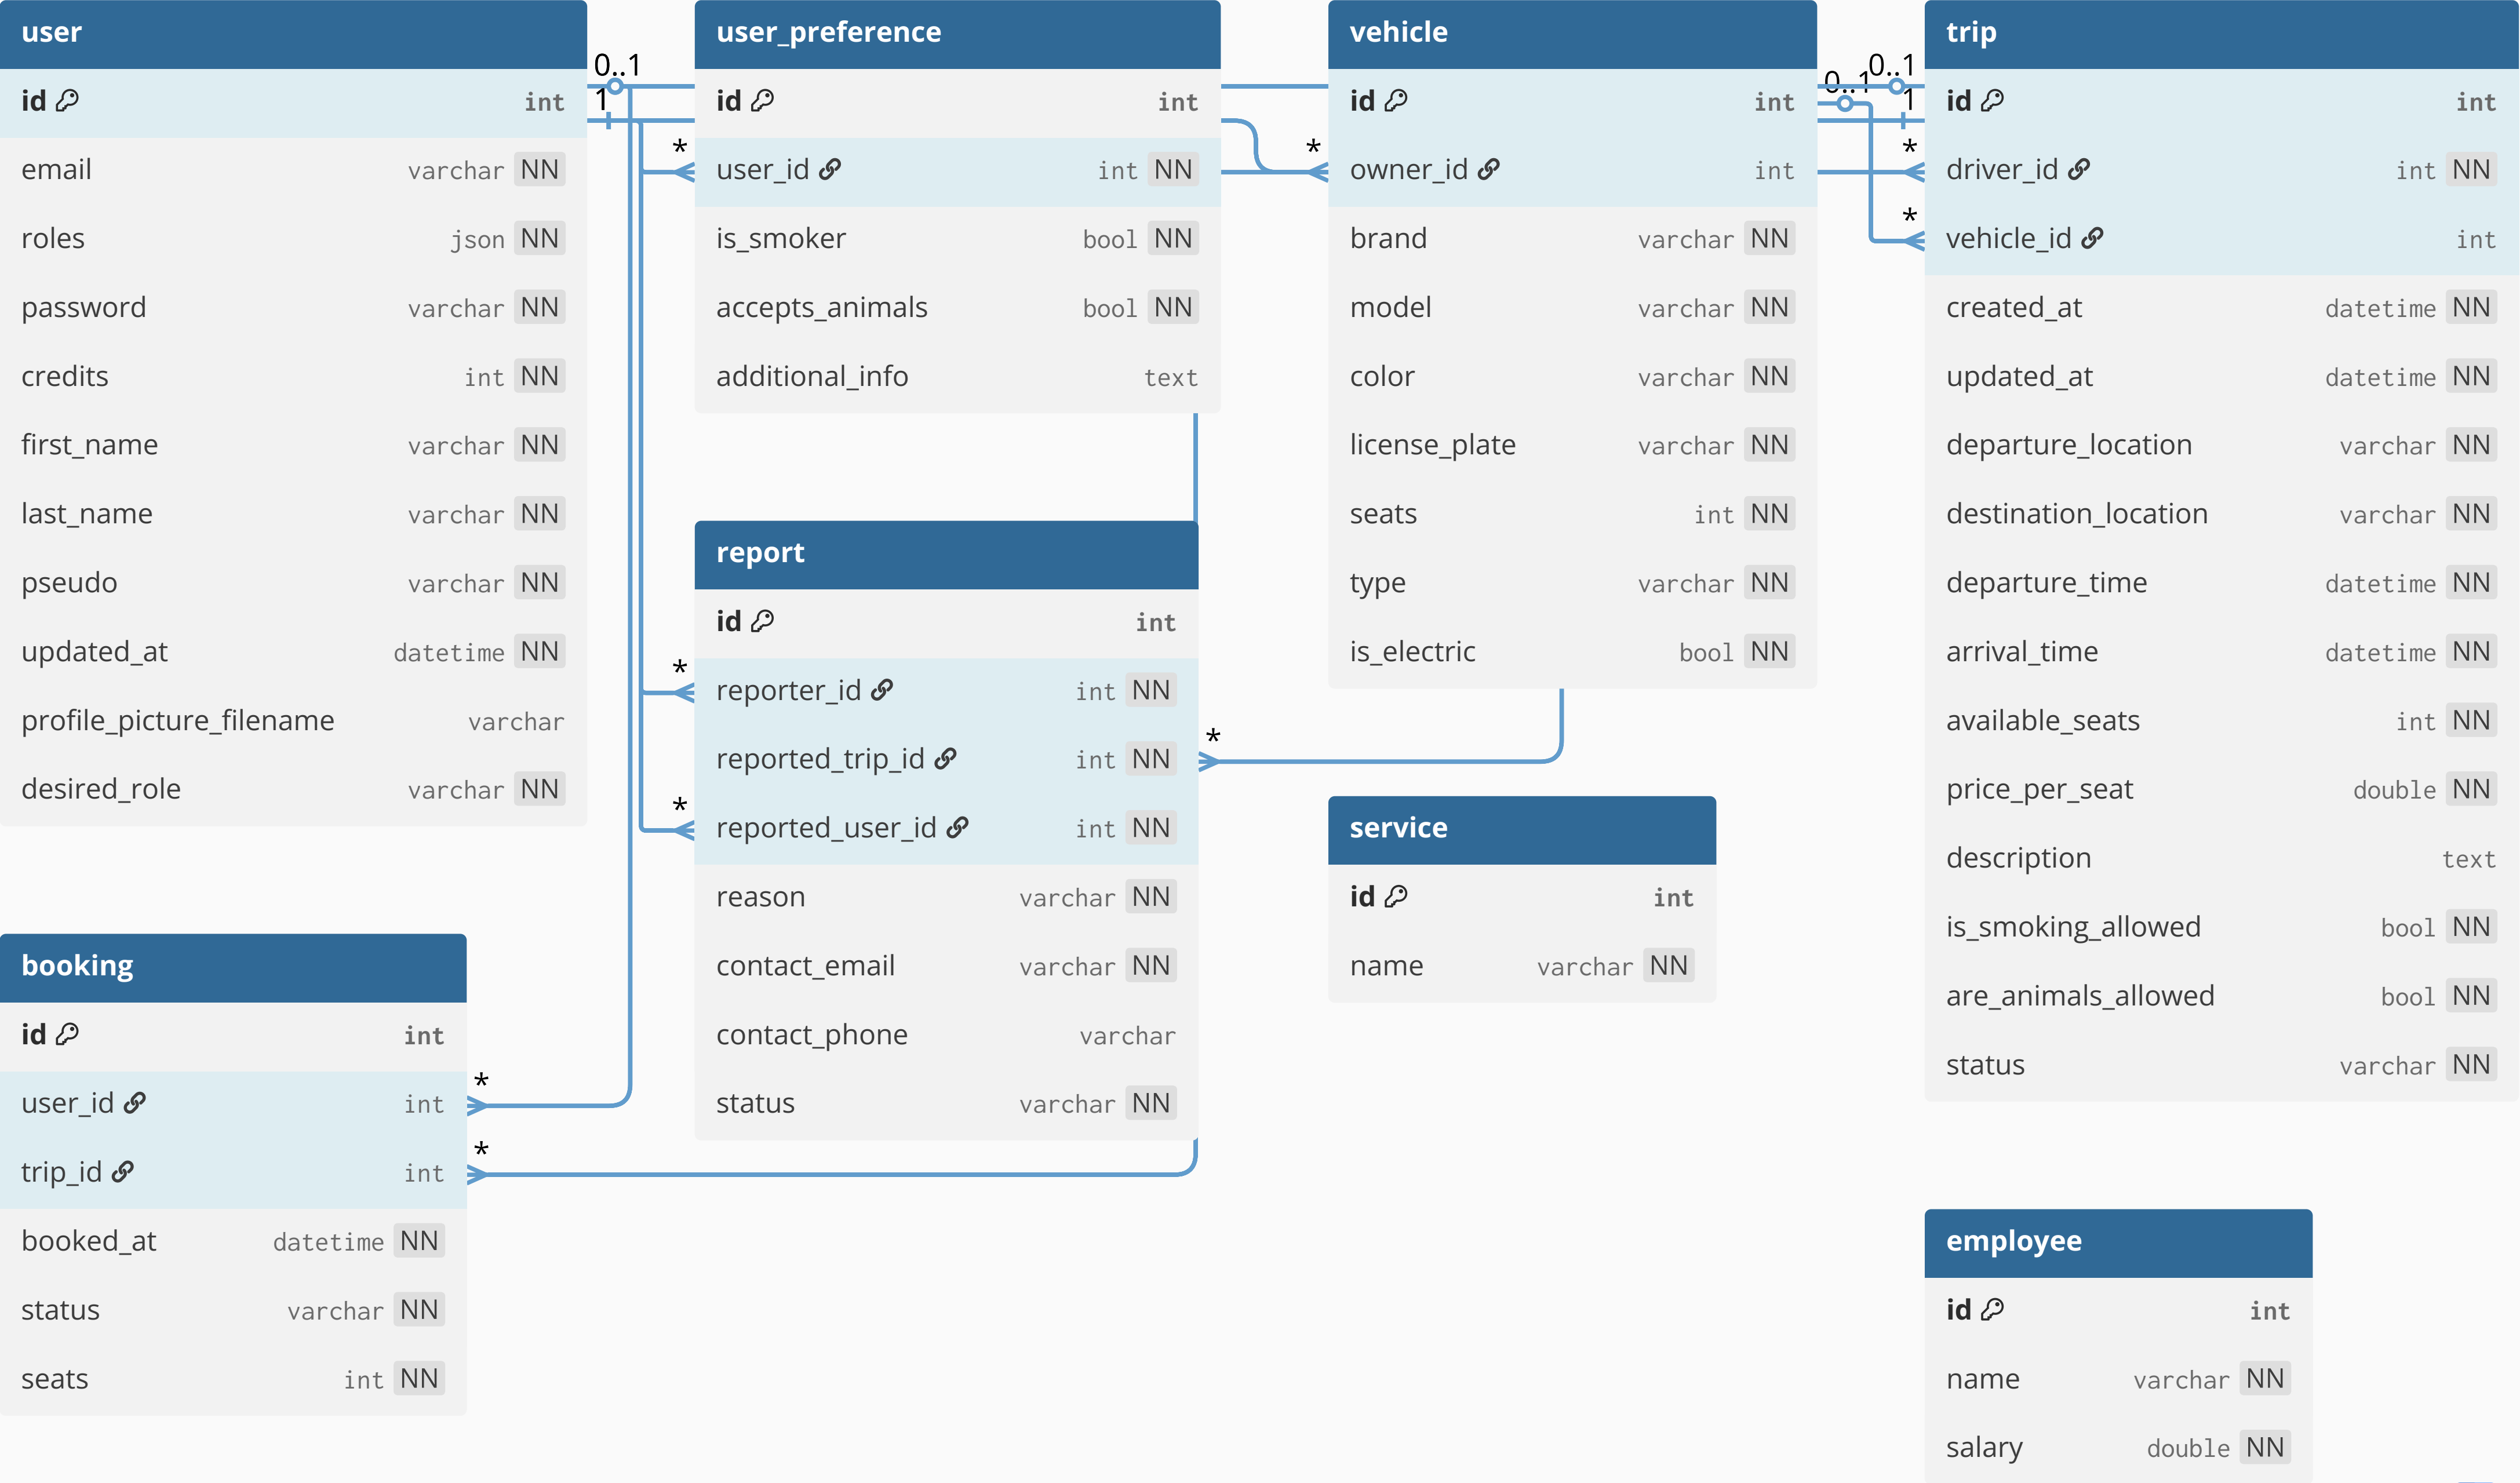 user
id int
email varchar NN
roles json NN
password varchar NN
credits int NN
first_name varchar NN
last_name varchar NN
pseudo varchar NN
updated_at datetime NN
profile_picture_filename varchar
desired_role varchar NN
0..1
1
*
user_preference
id int
user_id int NN
is_smoker bool NN
accepts_animals bool NN
additional_info text
*
vehicle
id int
owner_id int
brand varchar NN
model varchar NN
color varchar NN
license_plate varchar NN
seats int NN
type varchar NN
is_electric bool NN
0..1
0..1
1
*
*
trip
id int
driver_id int NN
vehicle_id int
created_at datetime NN
updated_at datetime NN
departure_location varchar NN
destination_location varchar NN
departure_time datetime NN
arrival_time datetime NN
available_seats int NN
price_per_seat double NN
description text
is_smoking_allowed bool NN
are_animals_allowed bool NN
status varchar NN
report
id int
*
reporter_id int NN
reported_trip_id int NN
*
*
reported_user_id int NN
reason varchar NN
contact_email varchar NN
contact_phone varchar
status varchar NN
service
id int
name varchar NN
booking
id int
user_id int
*
trip_id int
*
booked_at datetime NN
status varchar NN
seats int NN
employee
id int
name varchar NN
salary double NN